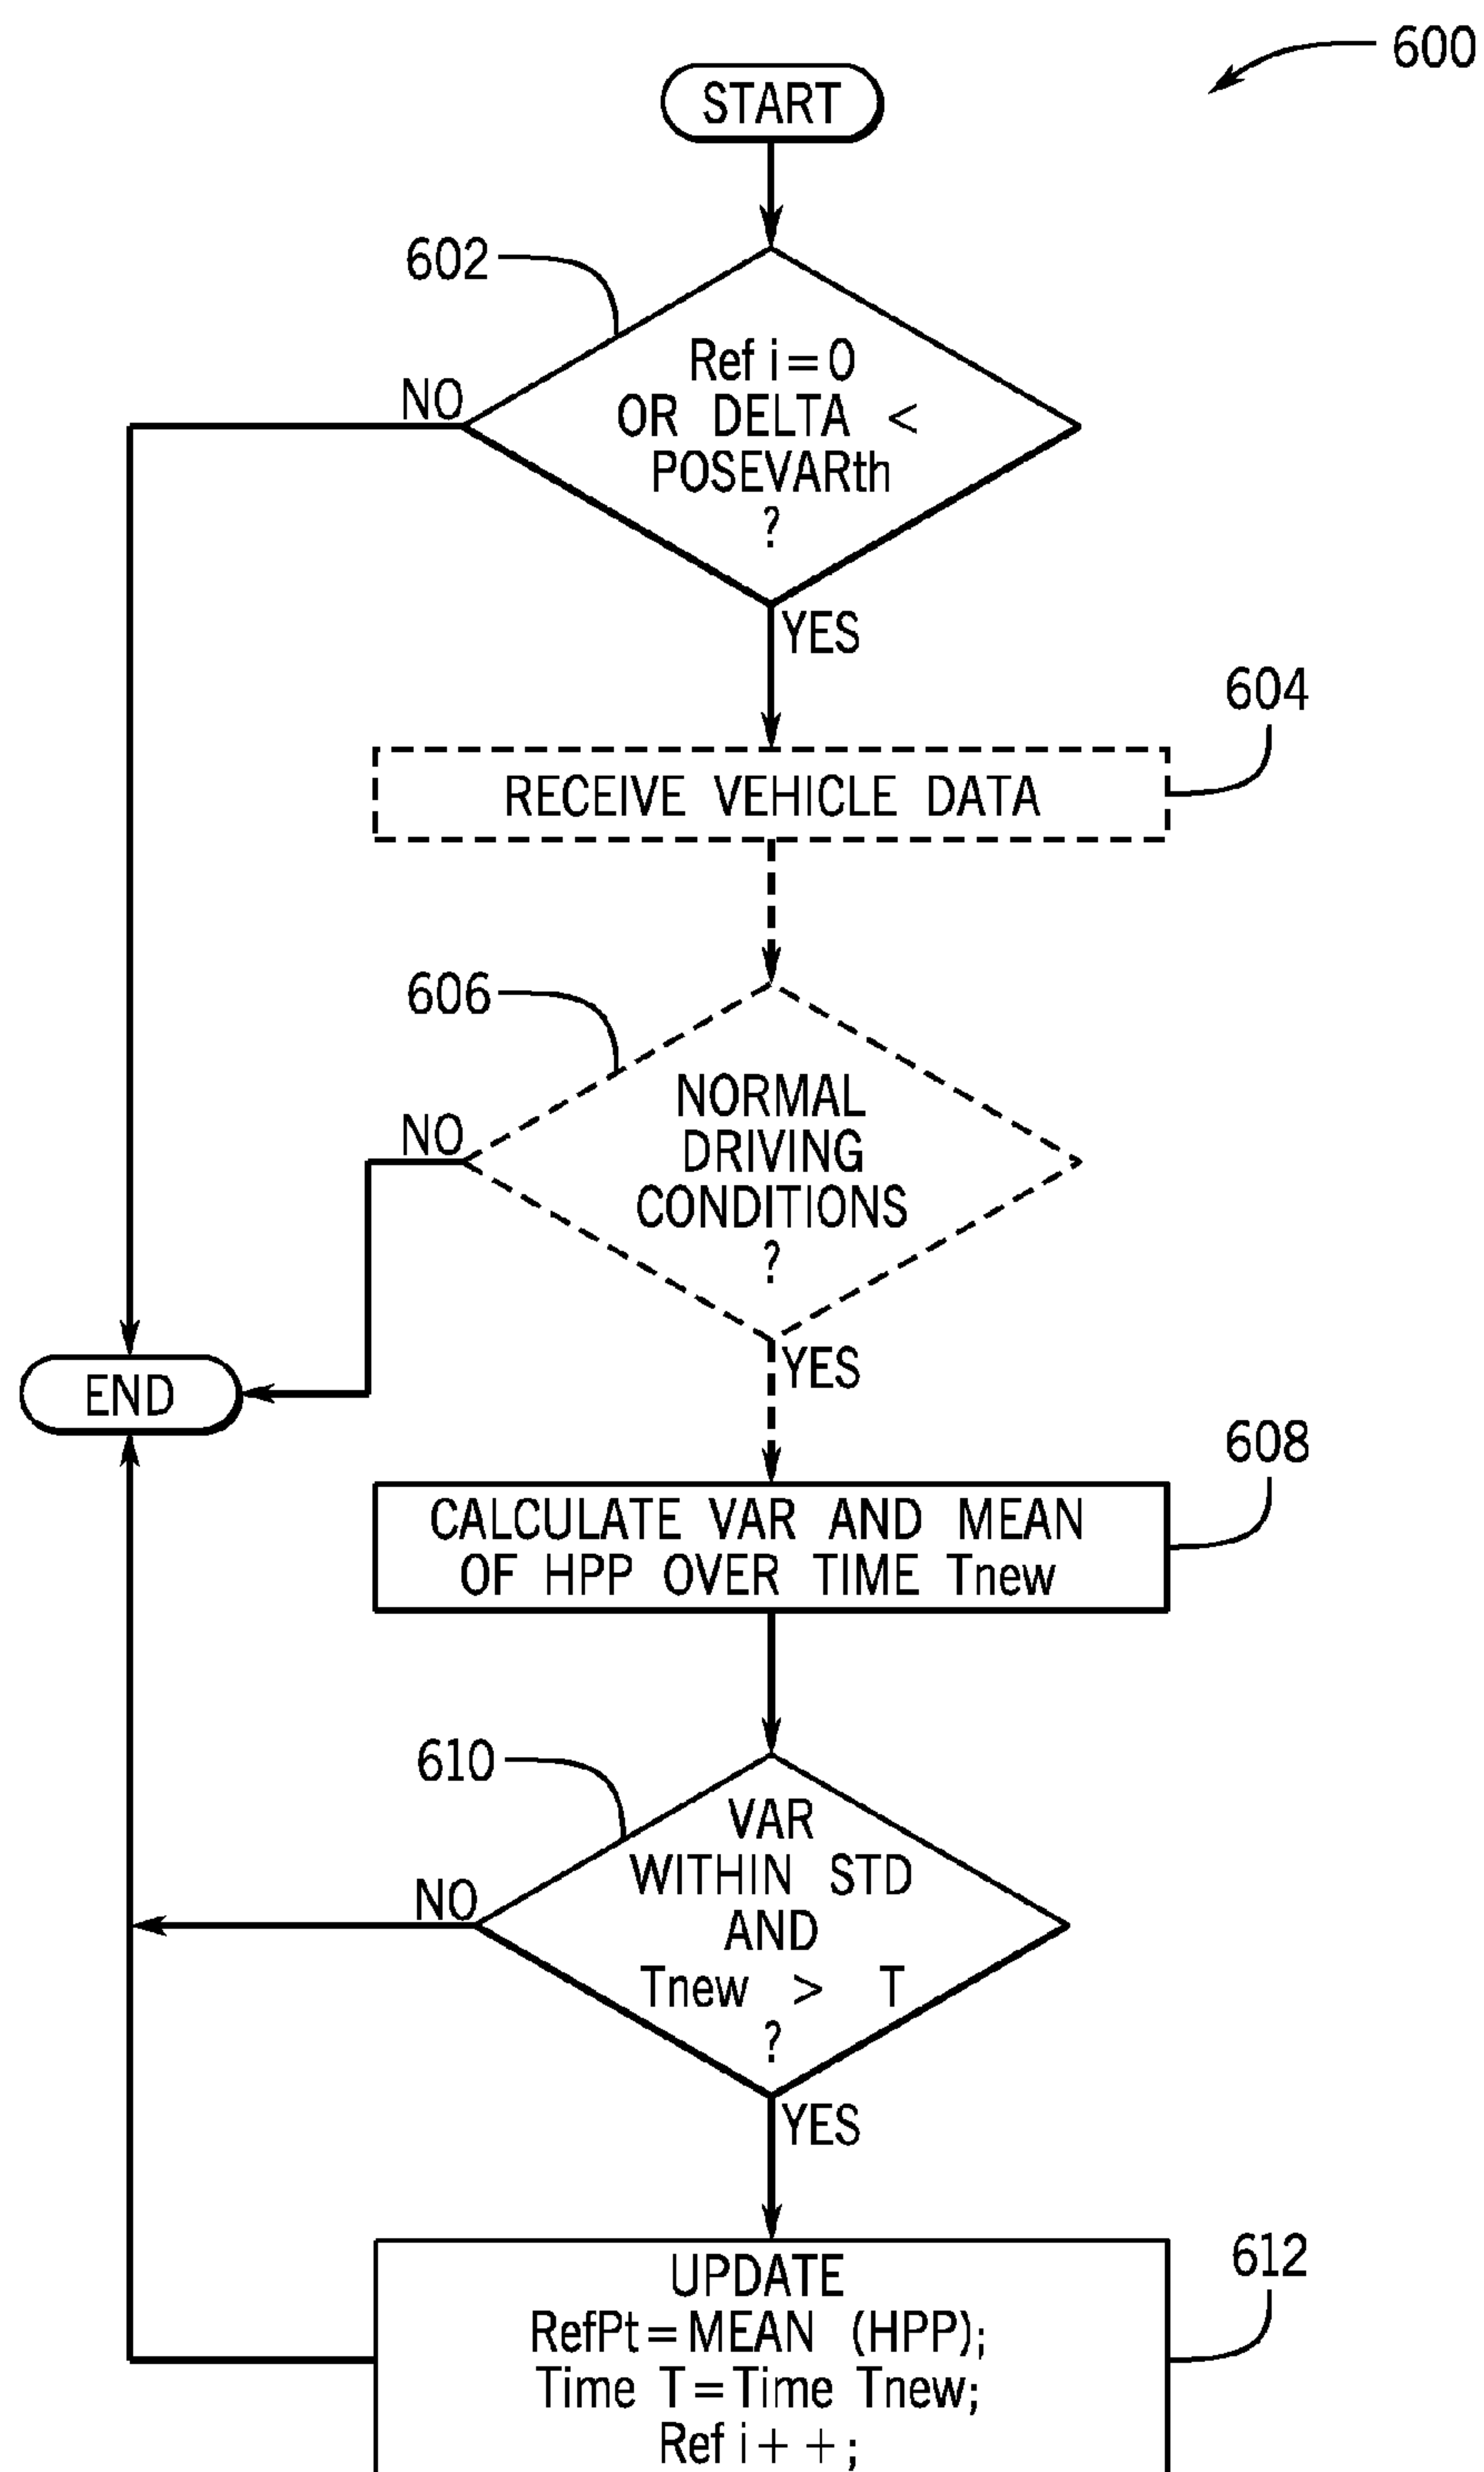 600
START
602
Ref i=0
OR DELTA <
POSEVARth
?
NO
YES
604
RECEIVE VEHICLE DATA
606
NORMAL
DRIVING
CONDITIONS
?
NO
YES
END
608
CALCULATE VAR AND MEAN
OF HPP OVER TIME Tnew
610
VAR
WITHIN STD
AND
Tnew > T
?
NO
YES
612
UPDATE
RefPt=MEAN (HPP);
Time T=Time Tnew;
Ref i++;